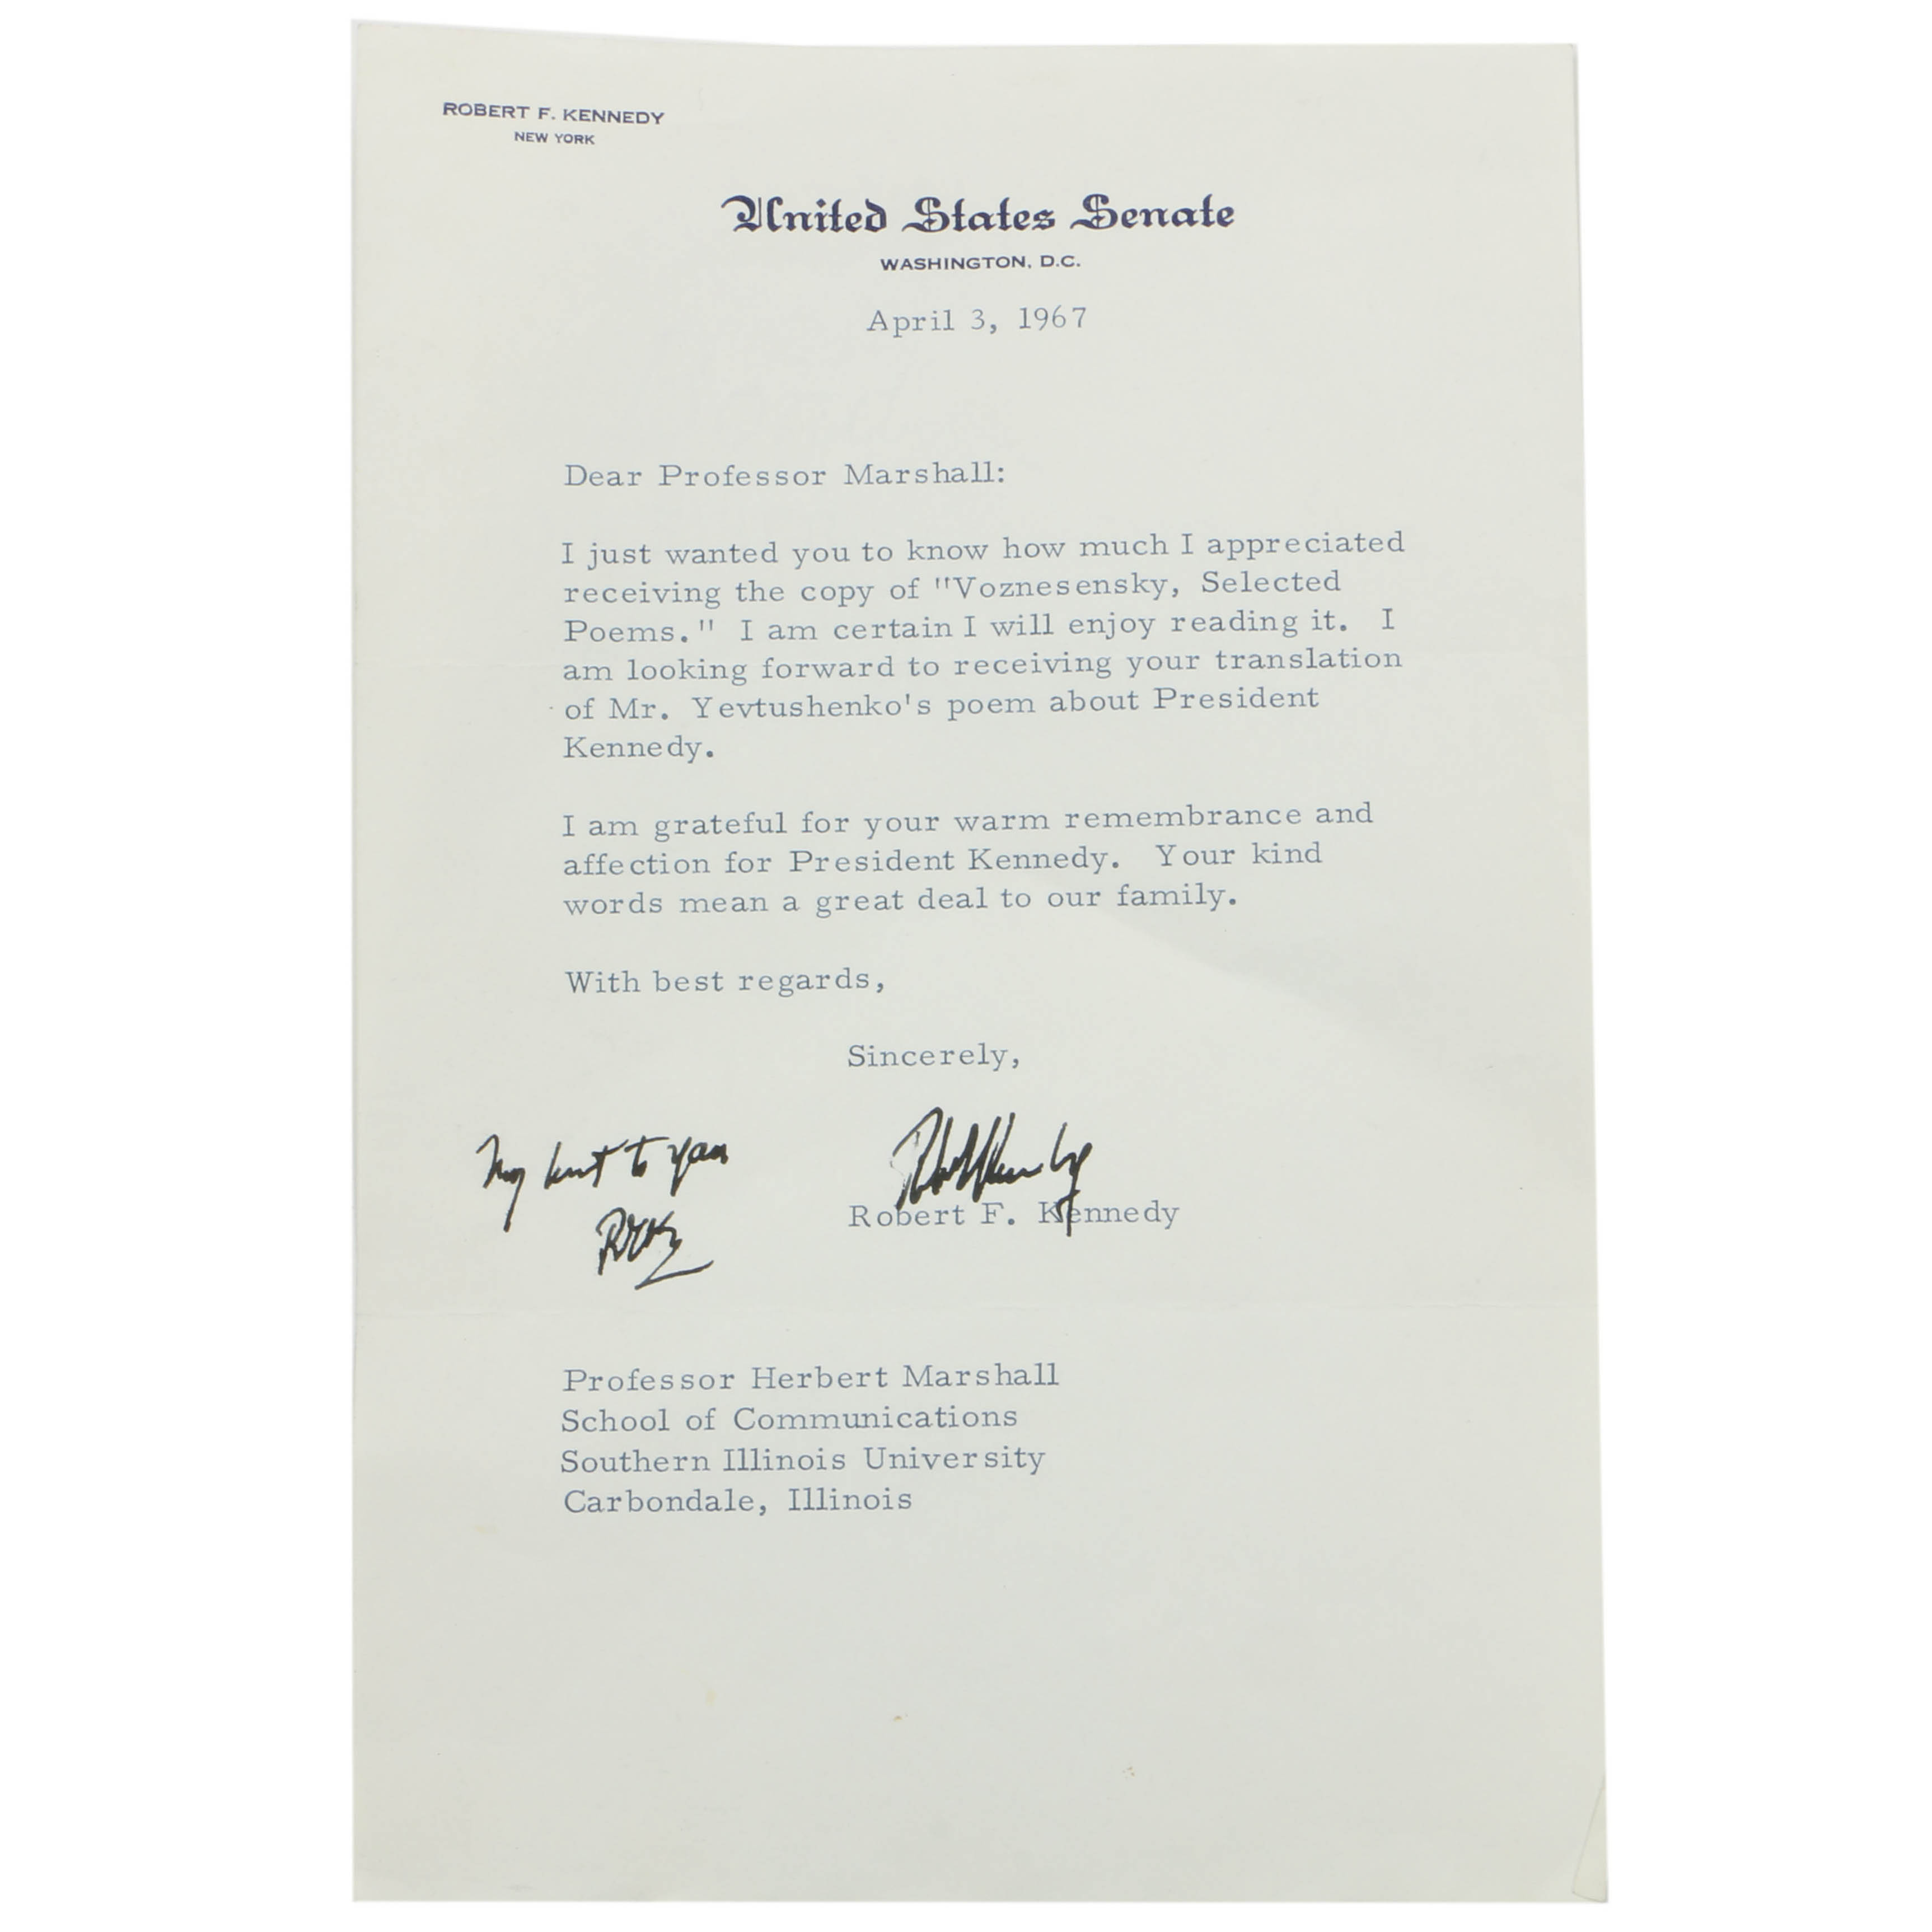 ROBERT F. KENNEDY
NEW YORK
United States Senate
WASHINGTON, D.C.
April 3, 1967
Dear Professor Marshall:
I just wanted you to know how much I appreciated
receiving the copy of "Voznesensky, Selected
Poems." I am certain I will enjoy reading it. I
am looking forward to receiving your translation
of Mr. Yevtushenko's poem about President
Kennedy.
I am grateful for your warm remembrance and
affection for President Kennedy. Your kind
words mean a great deal to our family.
With best regards,
Sincerely,
My best to you
RFK
Robert F. Kennedy
Professor Herbert Marshall
School of Communications
Southern Illinois University
Carbondale, Illinois